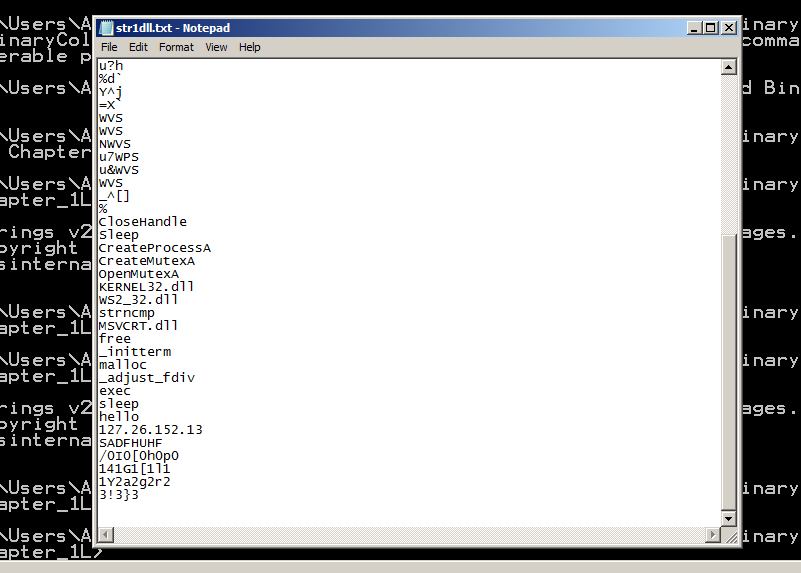 str1dll.txt - Notepad
File Edit Format View Help
u?h
%d`
Y^j
=X`
WVS
WVS
NWVS
u7WPS
u&WVS
WVS
_^[]
%
CloseHandle
Sleep
CreateProcessA
CreateMutexA
OpenMutexA
KERNEL32.dll
WS2_32.dll
strncmp
MSVCRT.dll
free
_initterm
malloc
_adjust_fdiv
exec
sleep
hello
127.26.152.13
SADFHUHF
/0I0[0h0p0
141G1[1l1
1Y2a2g2r2
3!3}3
\Users\A inary
inaryCol comma
erable p
\Users\A d Bin
\Users\A inary
Chapter
\Users\A inary
apter_1L
rings v2 ages.
opyright
sinterna
\Users\A inary
apter_1L
\Users\A inary
apter_1L
rings v2 ages.
opyright
sinterna
\Users\A inary
apter_1L
\Users\A inary
apter_1L>